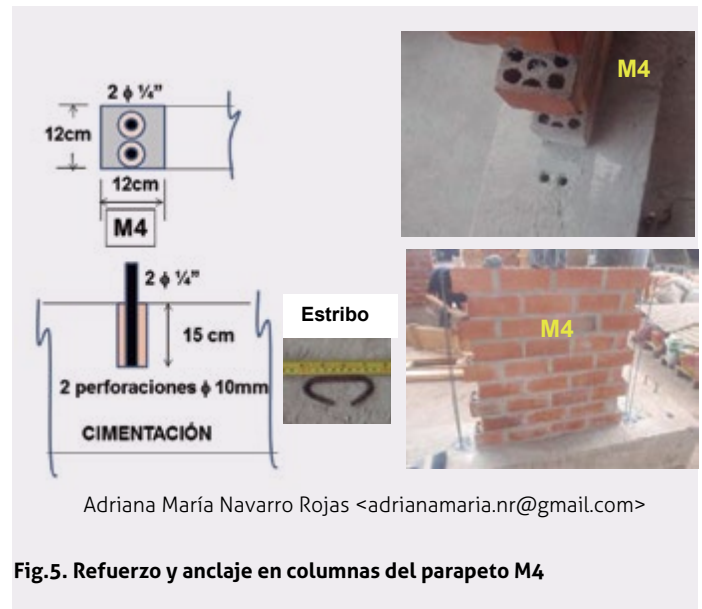 2 ϕ ¼"
12cm
12cm
M4
2 ϕ ¼"
15 cm
2 perforaciones ϕ 10mm
CIMENTACIÓN
Estribo
M4
M4
Adriana María Navarro Rojas <adrianamaria.nr@gmail.com>
Fig.5. Refuerzo y anclaje en columnas del parapeto M4